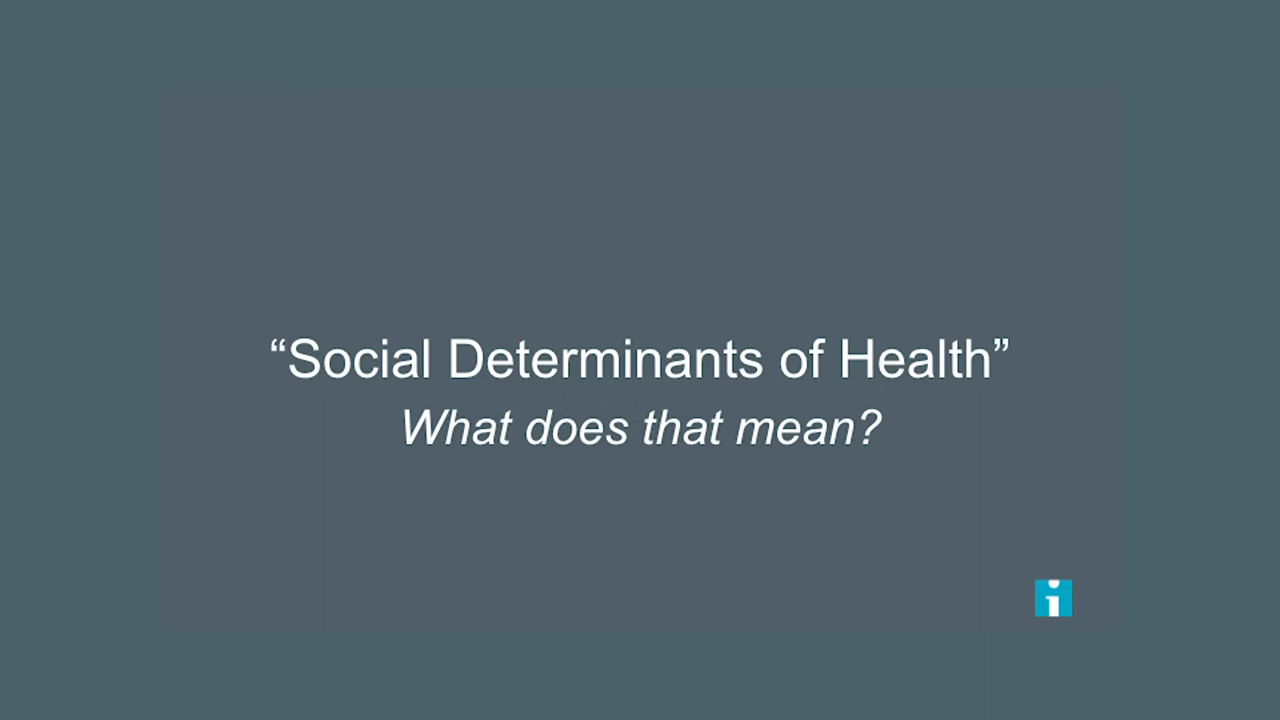 “Social Determinants of Health”
What does that mean?
i